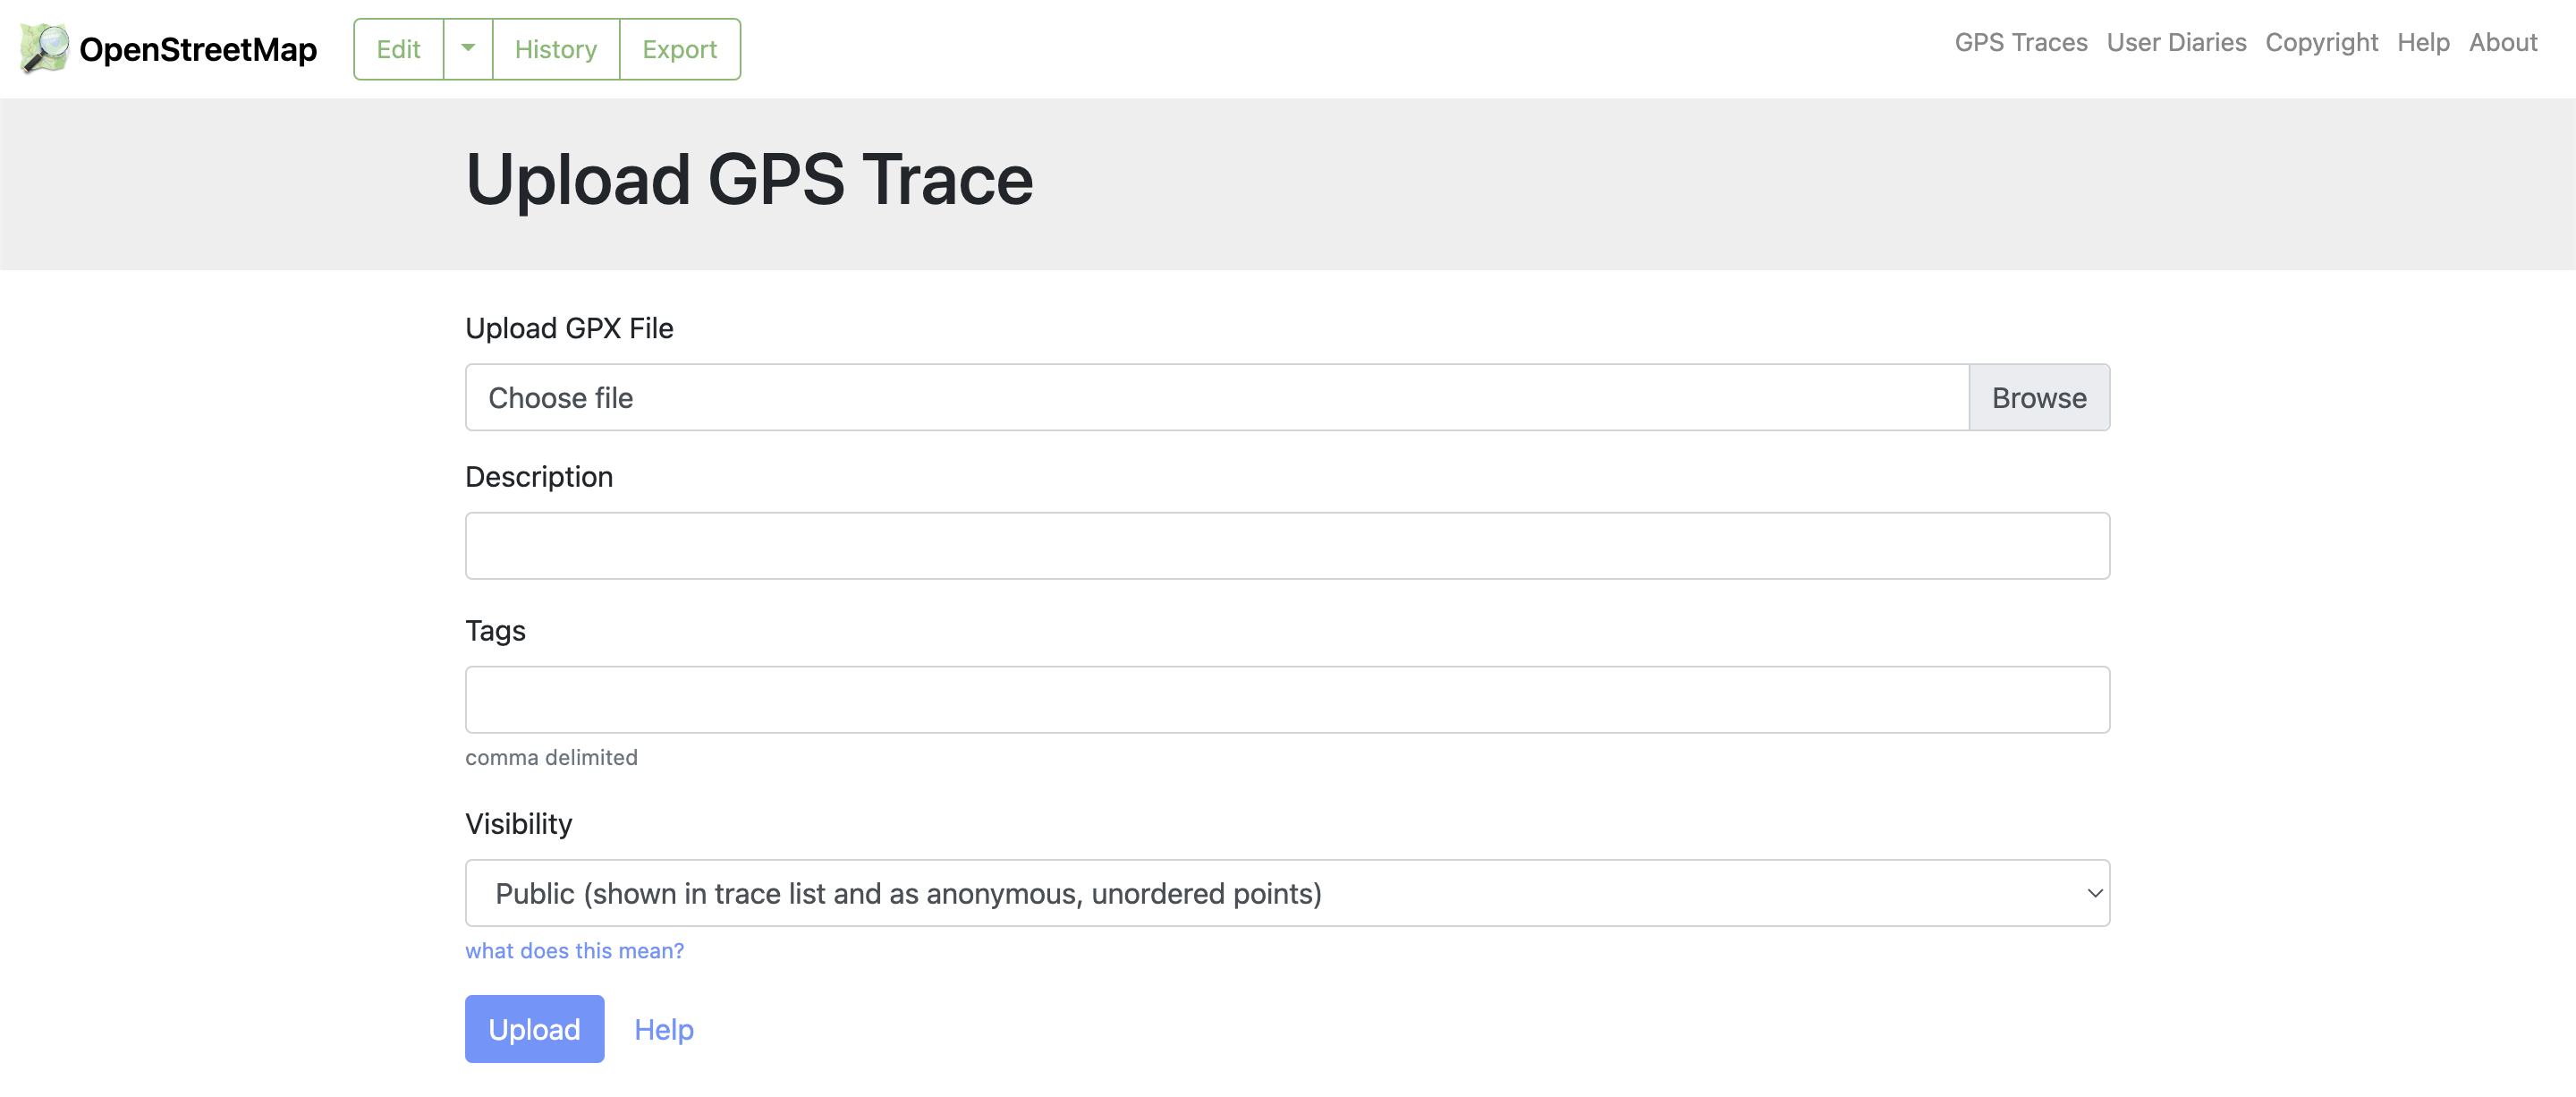 OpenStreetMap Edit History Export GPS Traces User Diaries Copyright Help About
Upload GPS Trace
Upload GPX File
Choose file Browse
Description
Tags
comma delimited
Visibility
Public (shown in trace list and as anonymous, unordered points)
what does this mean?
Upload Help